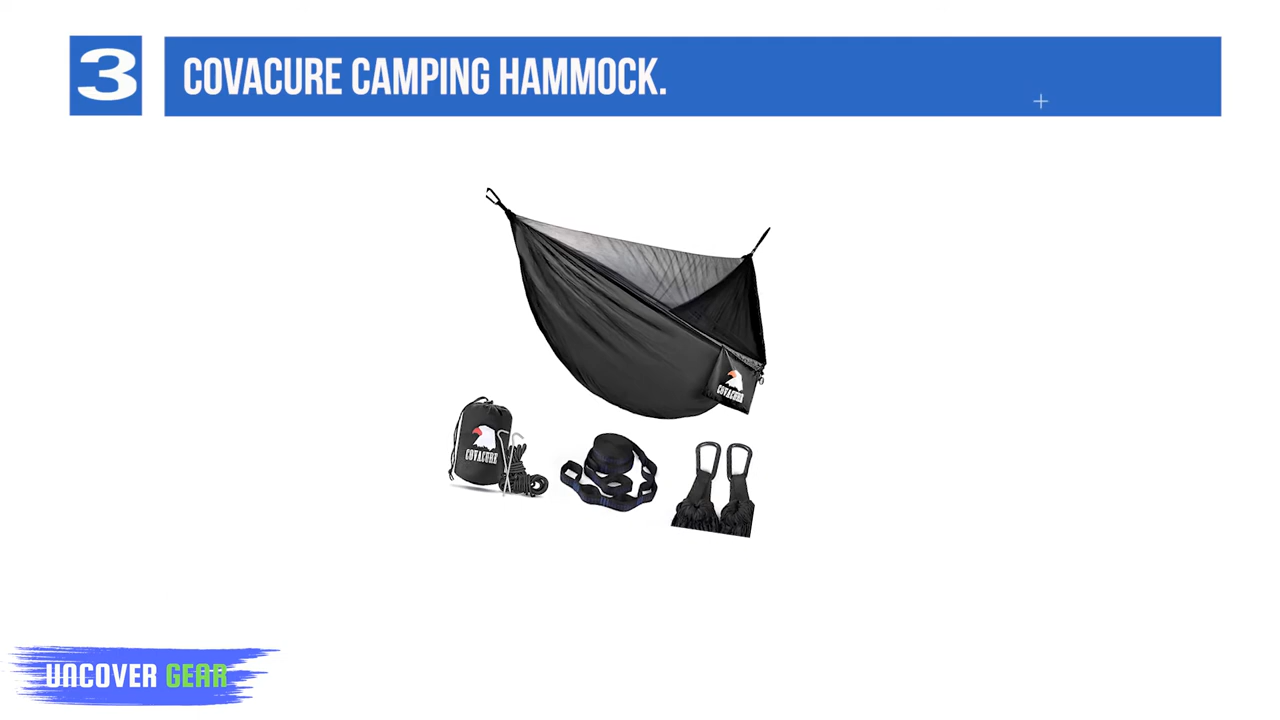 3
COVACURE CAMPING HAMMOCK.
COVACURE
COVACURE
UNCOVER GEAR